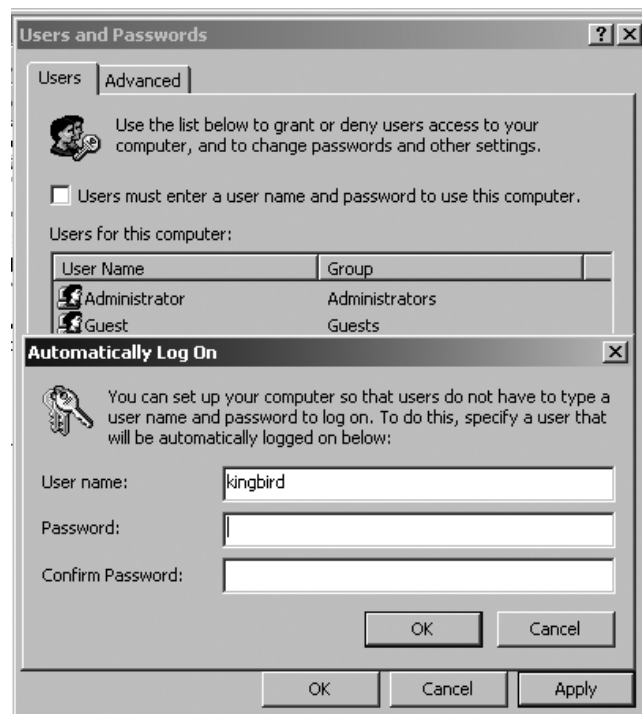 Users and Passwords
Users
Advanced
Use the list below to grant or deny users access to your
computer, and to change passwords and other settings.
Users must enter a user name and password to use this computer.
Users for this computer:
User Name Group
Administrator Administrators
Guest Guests
Automatically Log On
You can set up your computer so that users do not have to type a
user name and password to log on. To do this, specify a user that
will be automatically logged on below:
User name: kingbird
Password:
Confirm Password:
OK Cancel
OK Cancel Apply